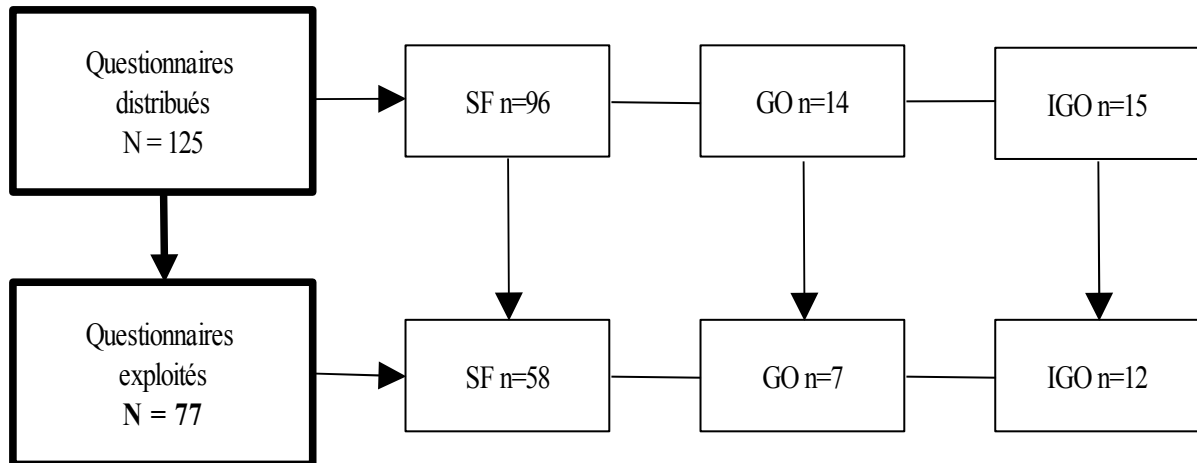 Questionnaires
distribués
N = 125
SF n=96
GO n=14
IGO n=15
Questionnaires
exploités
N = 77
SF n=58
GO n=7
IGO n=12